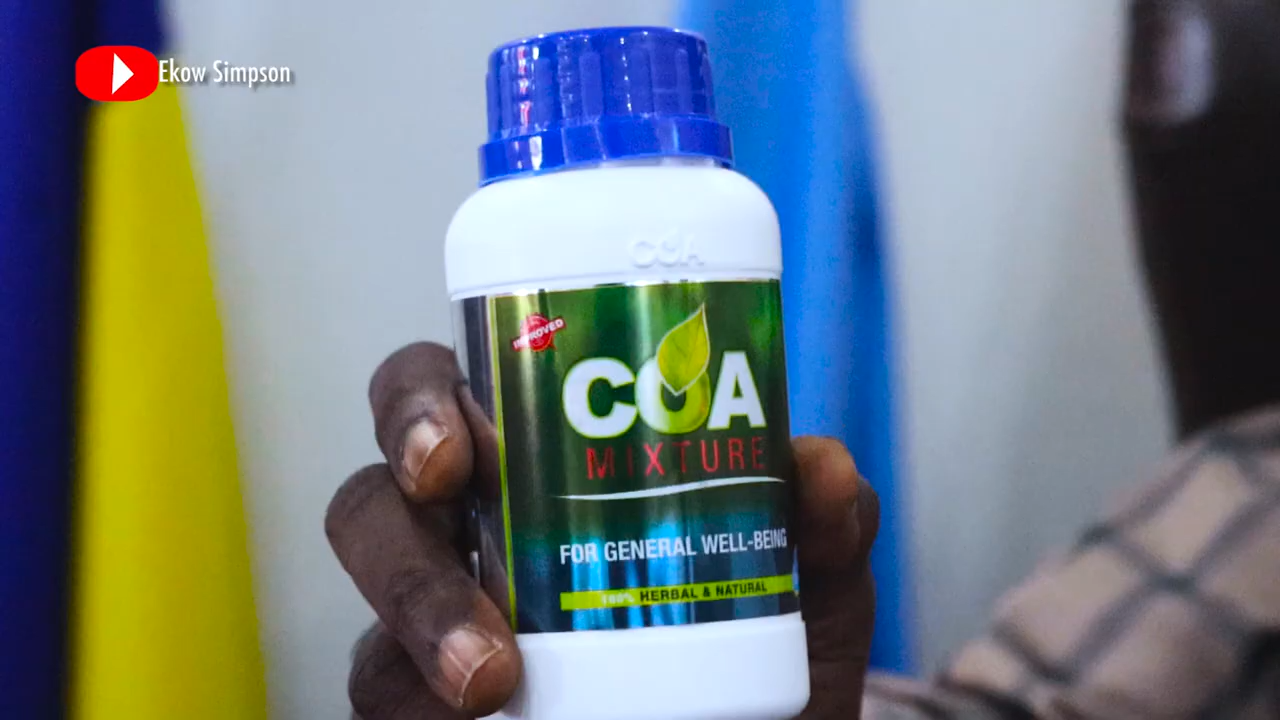 Ekow Simpson
COA
IMPROVED
COA
MIXTURE
FOR GENERAL WELL-BEING
100% HERBAL & NATURAL